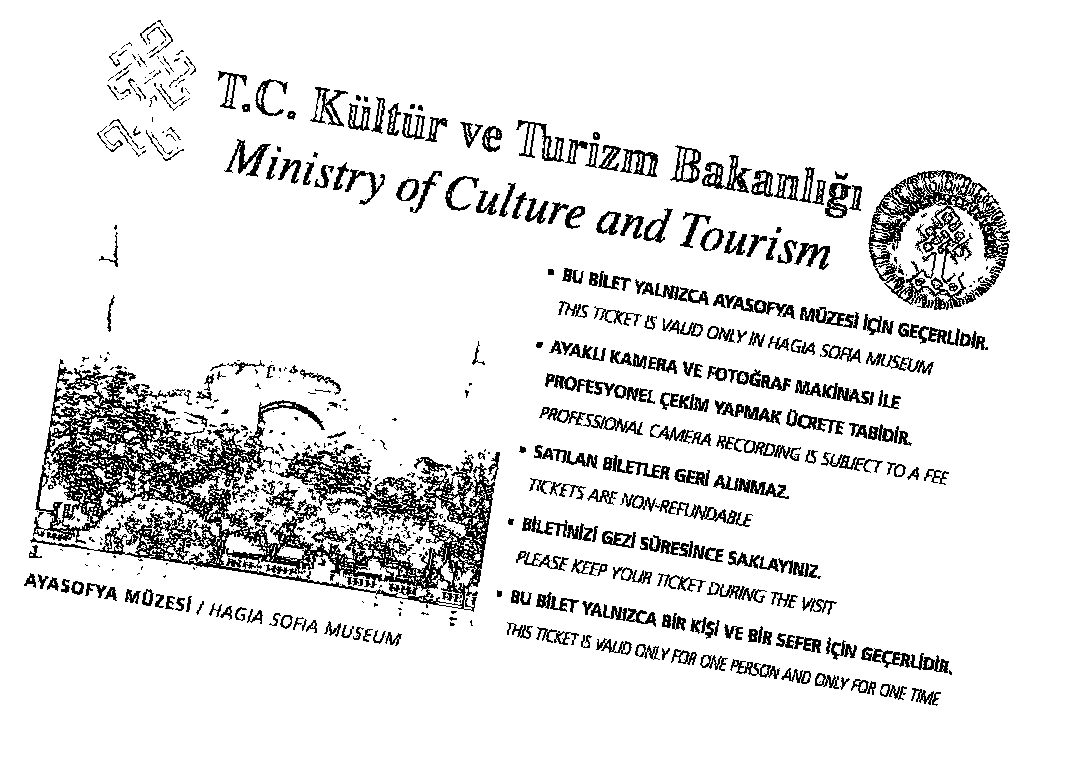 T.C. Kültür ve Turizm Bakanlığı
Ministry of Culture and Tourism
• BU BİLET YALNIZCA AYASOFYA MÜZESİ İÇİN GEÇERLİDİR.
THIS TICKET IS VALID ONLY IN HAGIA SOFIA MUSEUM
• AYAKLI KAMERA VE FOTOĞRAF MAKİNASI İLE
PROFESYONEL ÇEKİM YAPMAK ÜCRETE TABİDİR.
PROFESSIONAL CAMERA RECORDING IS SUBJECT TO A FEE
• SATILAN BİLETLER GERİ ALINMAZ.
TICKETS ARE NON-REFUNDABLE
• BİLETİNİZİ GEZİ SÜRESİNCE SAKLAYINIZ.
PLEASE KEEP YOUR TICKET DURING THE VISIT
• BU BİLET YALNIZCA BİR KİŞİ VE BİR SEFER İÇİN GEÇERLİDİR.
THIS TICKET IS VALID ONLY FOR ONE PERSON AND ONLY FOR ONE TIME
AYASOFYA MÜZESİ / HAGIA SOFIA MUSEUM